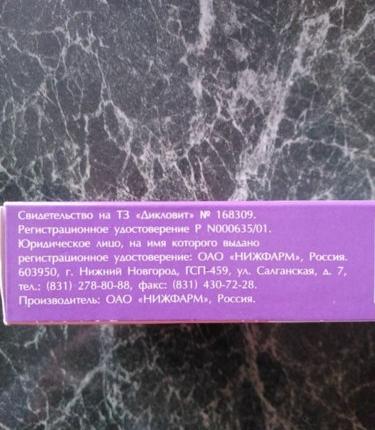 Свидетельство на ТЗ «Дикловит» № 168309.
Регистрационное удостоверение Р N000635/01.
Юридическое лицо, на имя которого выдано
регистрационное удостоверение: ОАО «НИЖФАРМ», Россия.
603950, г. Нижний Новгород, ГСП-459, ул. Салганская, д. 7,
тел.: (831) 278-80-88, факс: (831) 430-72-28.
Производитель: ОАО «НИЖФАРМ», Россия.